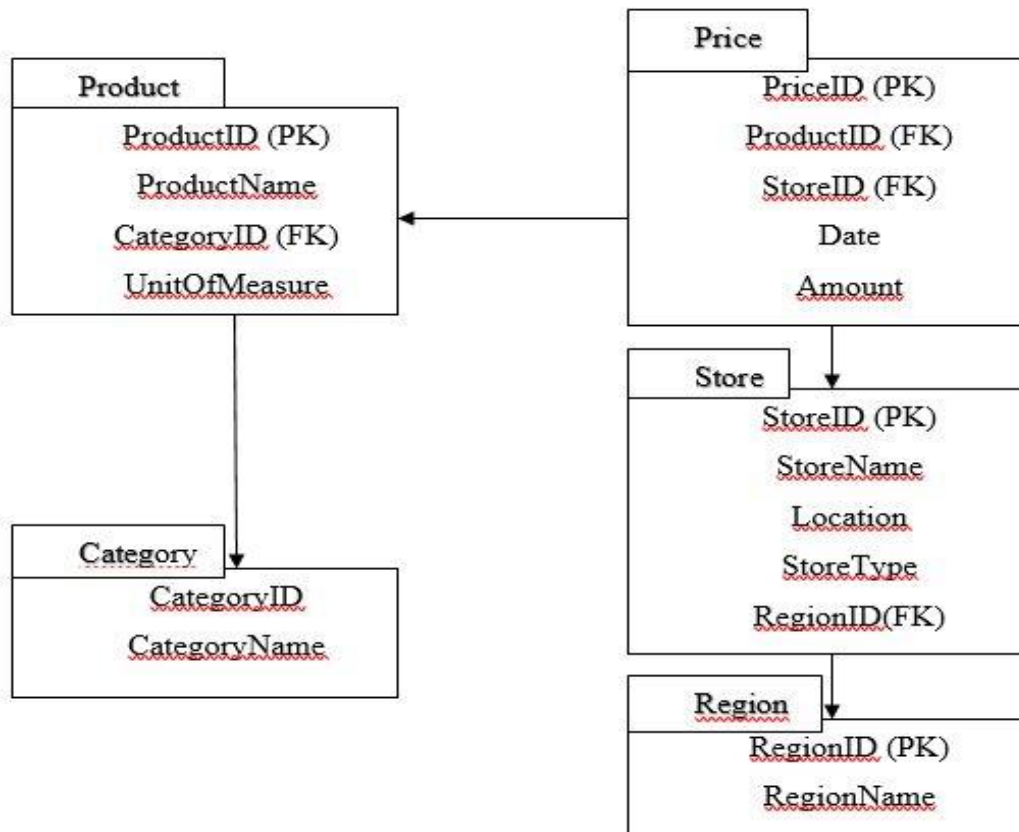 Product
ProductID (PK)
ProductName
CategoryID (FK)
UnitOfMeasure
Category
CategoryID
CategoryName
Price
PriceID (PK)
ProductID (FK)
StoreID (FK)
Date
Amount
Store
StoreID (PK)
StoreName
Location
StoreType
RegionID(FK)
Region
RegionID (PK)
RegionName